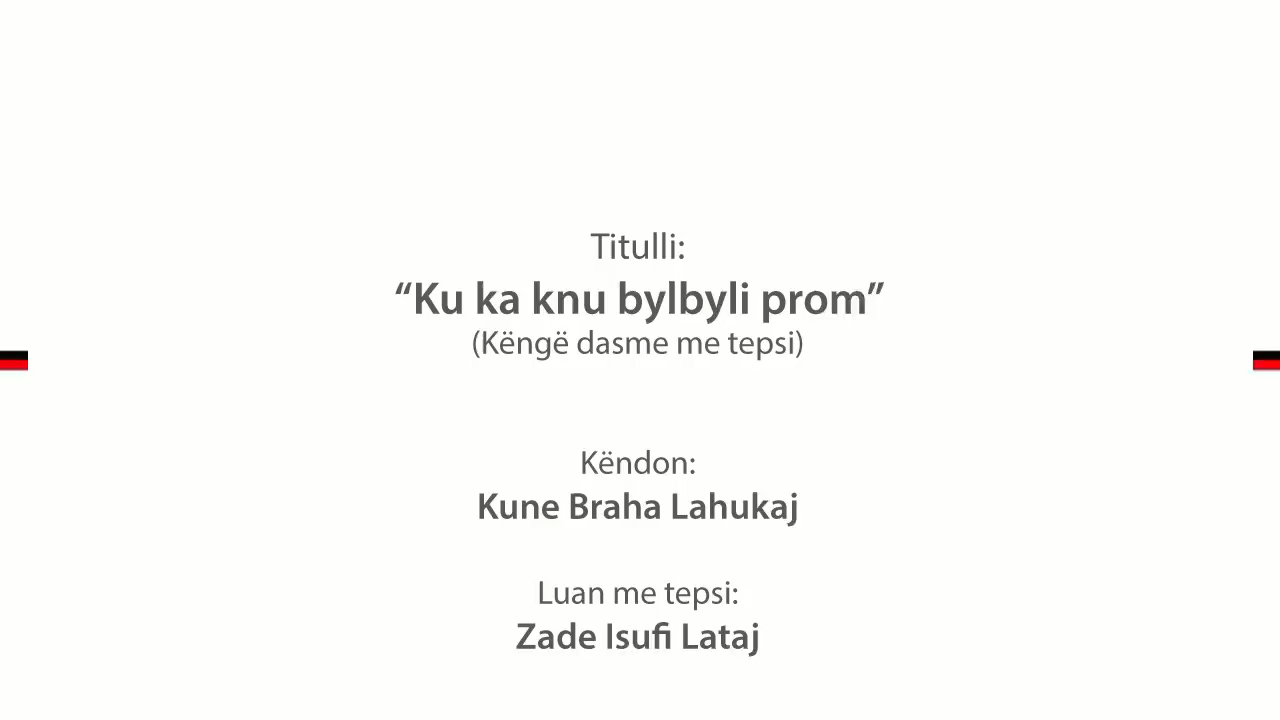 Titulli:
“Ku ka knu bylbyli prom”
(Këngë dasme me tepsi)
Këndon:
Kune Braha Lahukaj
Luan me tepsi:
Zade Isufi Lataj